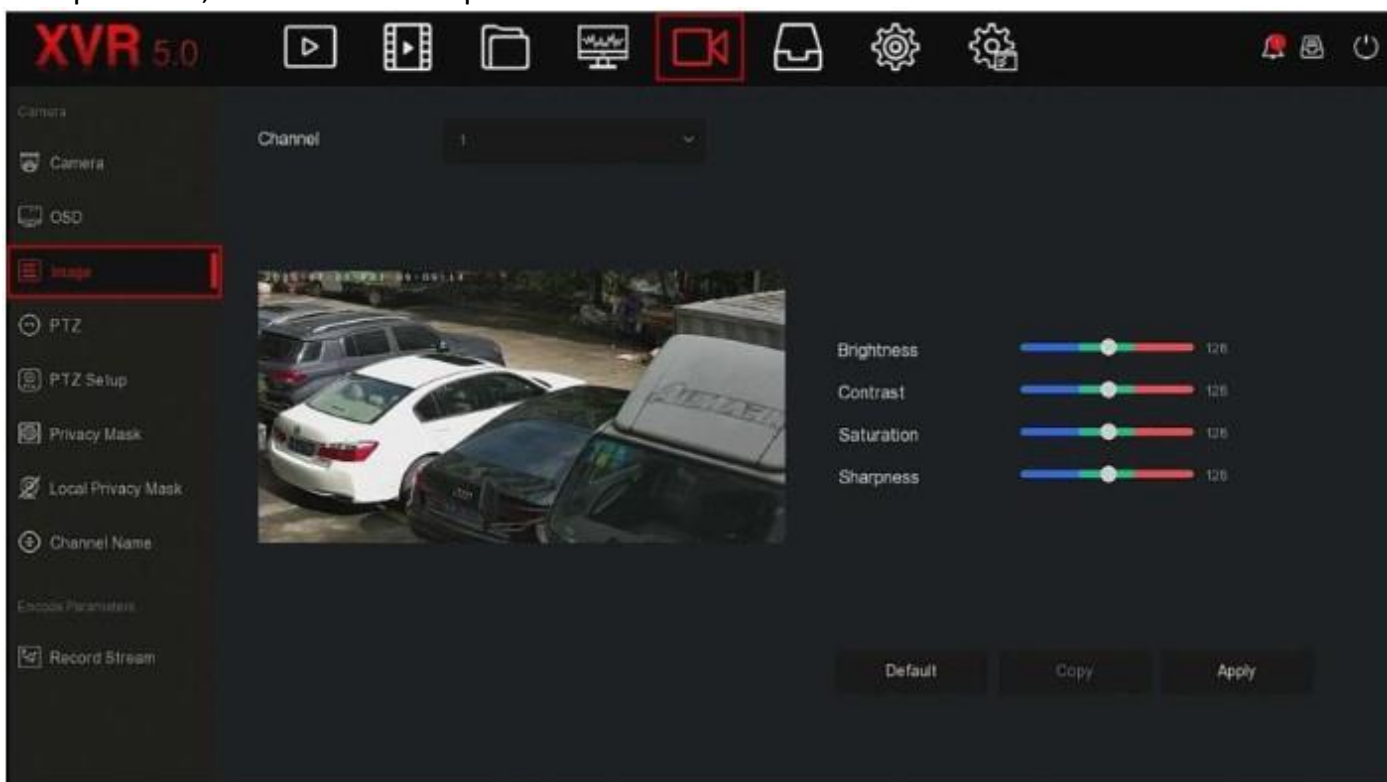 XVR 5.0
Camera
Channel
1
Camera
OSD
Image
PTZ
Brightness
128
PTZ Setup
Contrast
128
Privacy Mask
Saturation
128
Local Privacy Mask
Sharpness
128
Channel Name
Encode Parameters
Record Stream
Default
Copy
Apply